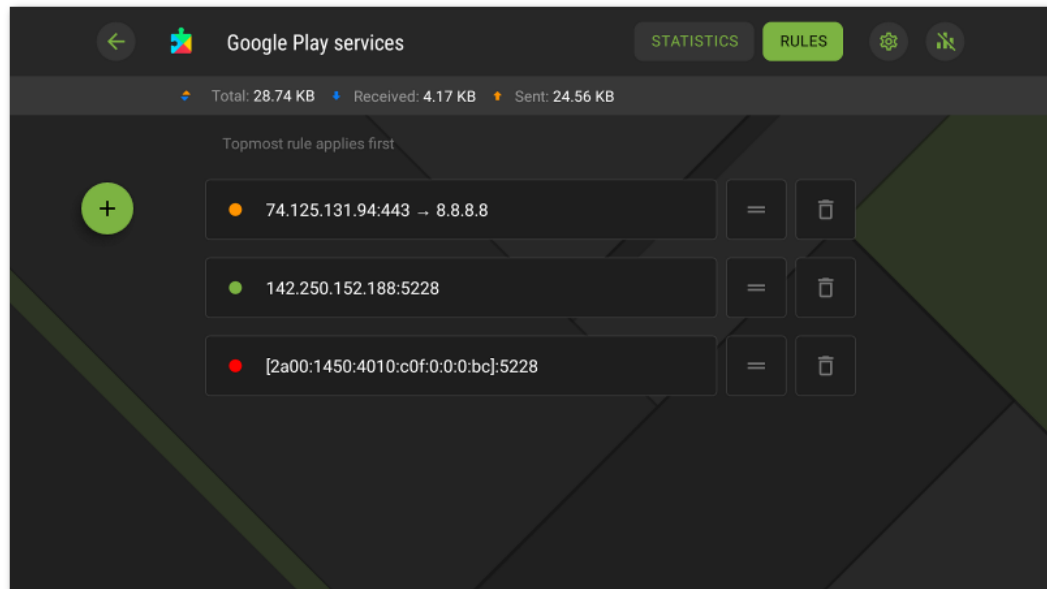 Google Play services
STATISTICS
RULES
Total: 28.74 KB Received: 4.17 KB Sent: 24.56 KB
Topmost rule applies first
74.125.131.94:443 → 8.8.8.8
142.250.152.188:5228
[2a00:1450:4010:c0f:0:0:0:bc]:5228